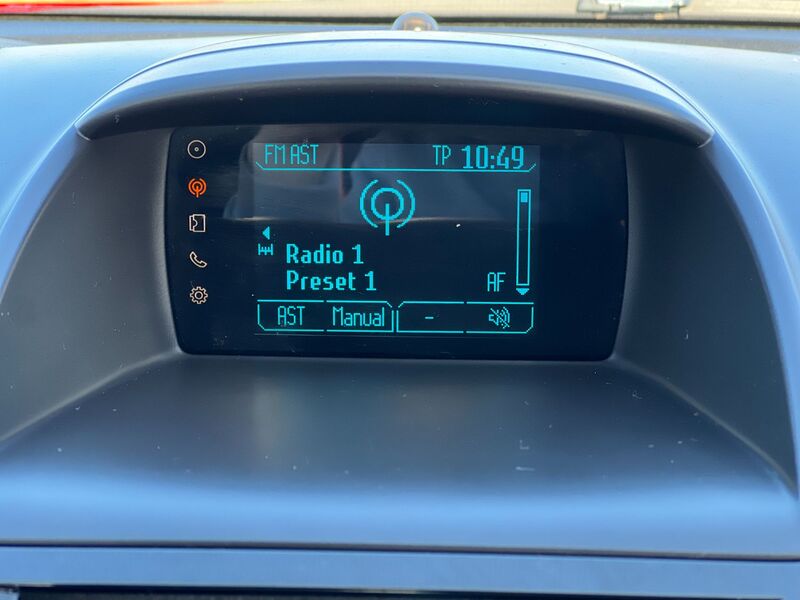 FM AST TP 10:49
Radio 1
Preset 1 AF
AST Manual -